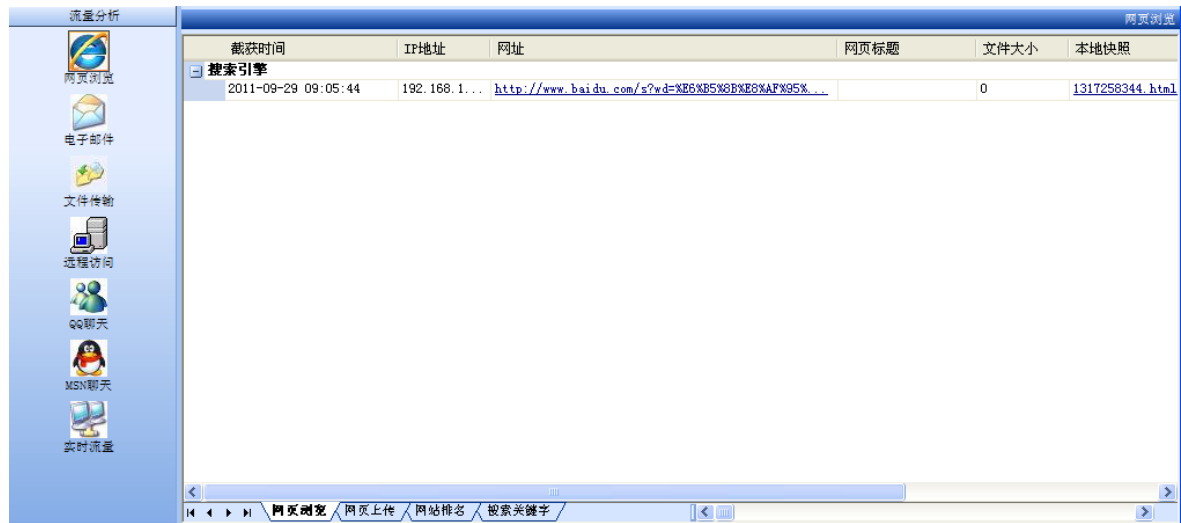 流量分析
网页浏览
网页浏览
电子邮件
文件传输
远程访问
QQ聊天
MSN聊天
实时流量
截获时间 IP地址 网址 网页标题 文件大小 本地快照
搜索引擎
2011-09-29 09:05:44 192.168.1... http://www.baidu.com/s?wd=%E6%B5%8B%E8%AF%95%... 0 1317258344.html
网页浏览 网页上传 网站排名 搜索关键字